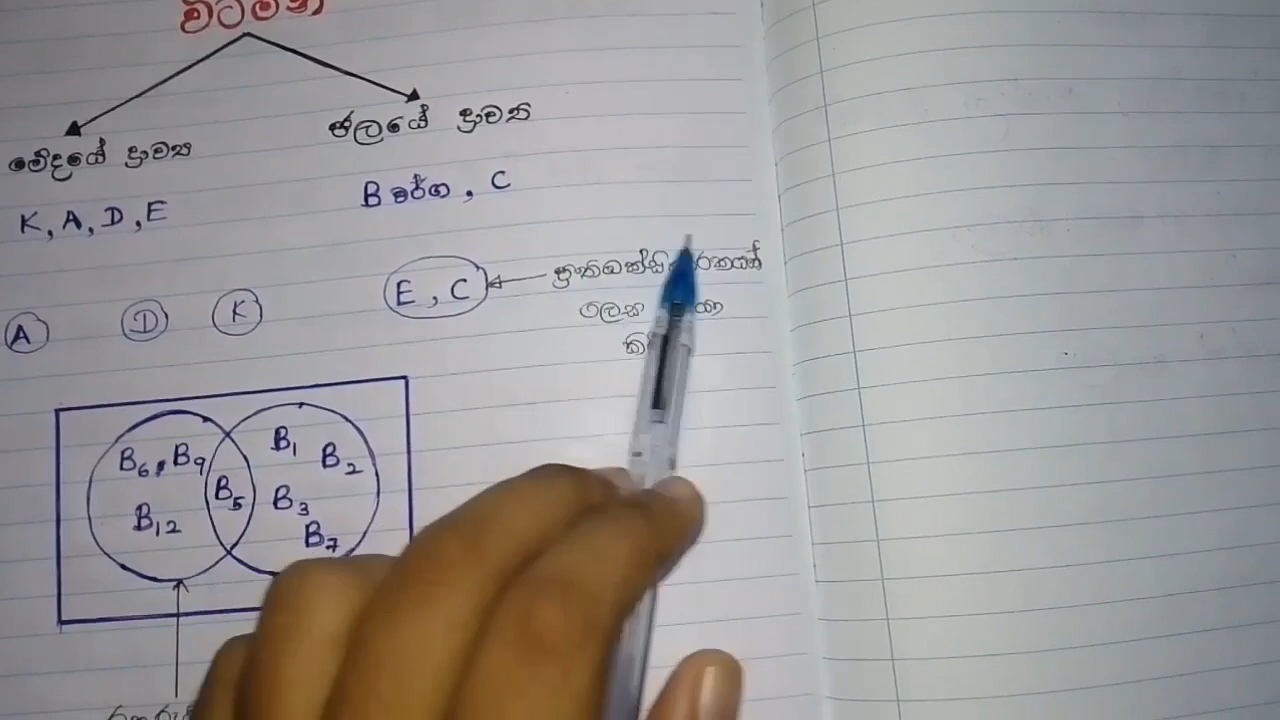 විටමින්
මේදයේ ද්‍රාව්‍ය
ජලයේ ද්‍රාව්‍ය
K, A, D, E
B වර්ග, C
E, C
A
D
K
ලෙස
B6, B9
B12
B5
B1
B2
B3
B7